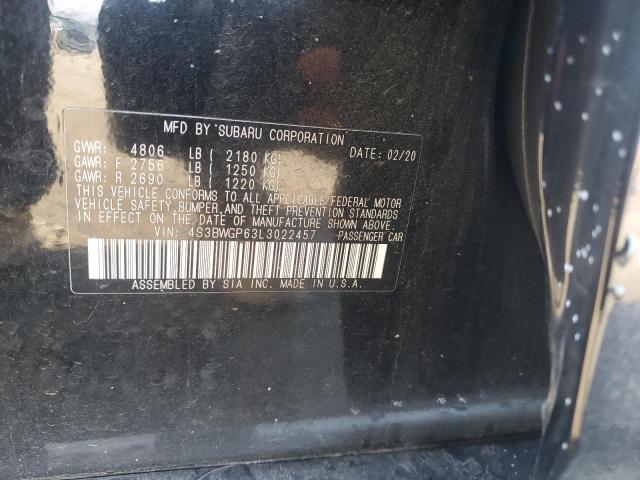 MFD BY SUBARU CORPORATION
GVWR: 4806 LB ( 2180 KG) DATE: 02/20
GAWR: F 2756 LB ( 1250 KG)
GAWR: R 2690 LB ( 1220 KG)
THIS VEHICLE CONFORMS TO ALL APPLICABLE FEDERAL MOTOR
VEHICLE SAFETY, BUMPER, AND THEFT PREVENTION STANDARDS
IN EFFECT ON THE DATE OF MANUFACTURE SHOWN ABOVE.
VIN: 4S3BWGP63L3022457 PASSENGER CAR
ASSEMBLED BY SIA INC. IN U.S.A.